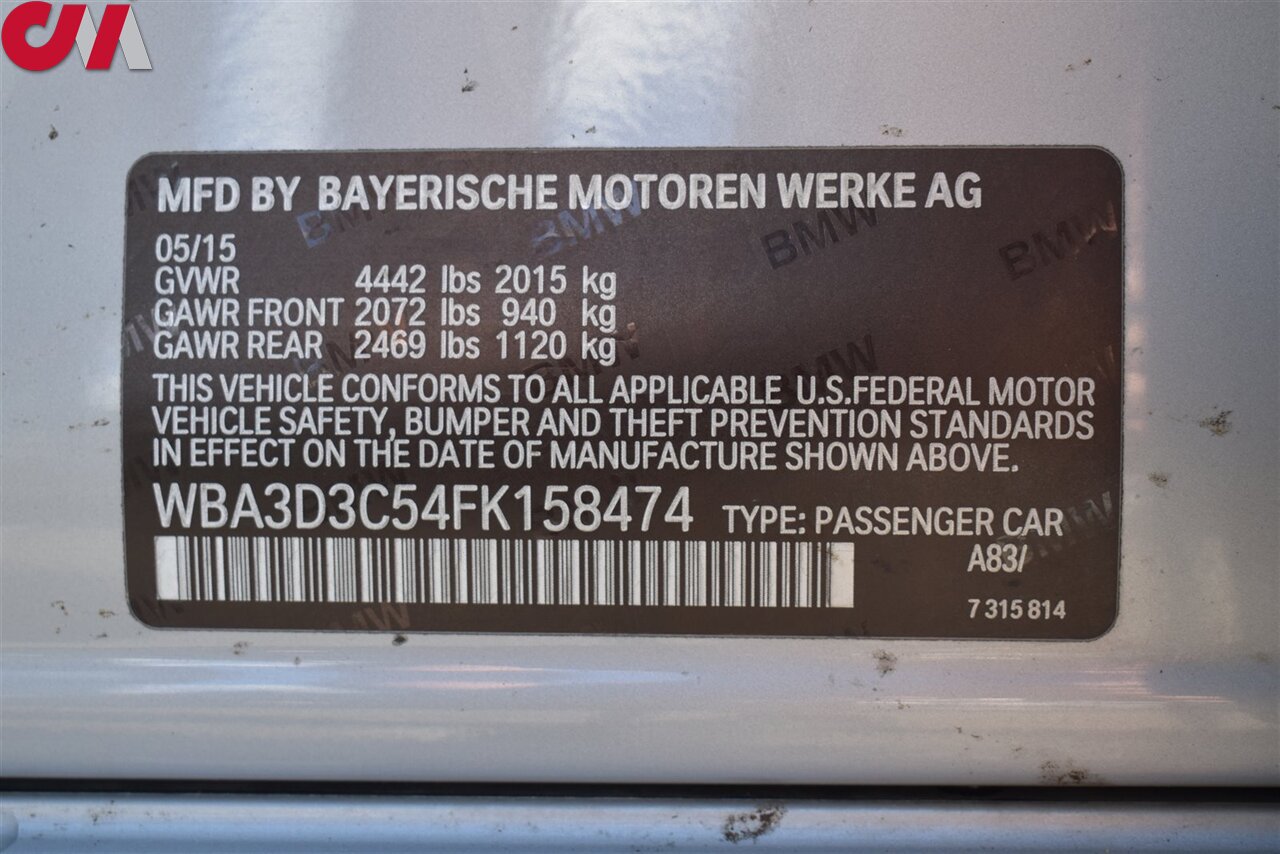 CM
MFD BY BAYERISCHE MOTOREN WERKE AG
05/15
GVWR 4442 lbs 2015 kg
GAWR FRONT 2072 lbs 940 kg
GAWR REAR 2469 lbs 1120 kg
THIS VEHICLE CONFORMS TO ALL APPLICABLE U.S.FEDERAL MOTOR
VEHICLE SAFETY, BUMPER AND THEFT PREVENTION STANDARDS
IN EFFECT ON THE DATE OF MANUFACTURE SHOWN ABOVE.
WBA3D3C54FK158474 TYPE: PASSENGER CAR
A83/
7 315 814